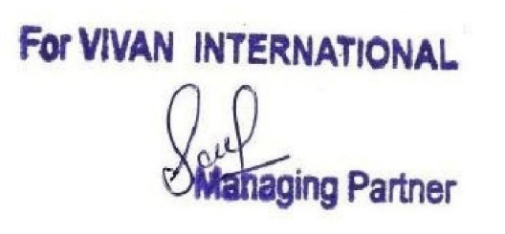 For VIVAN INTERNATIONAL
Managing Partner